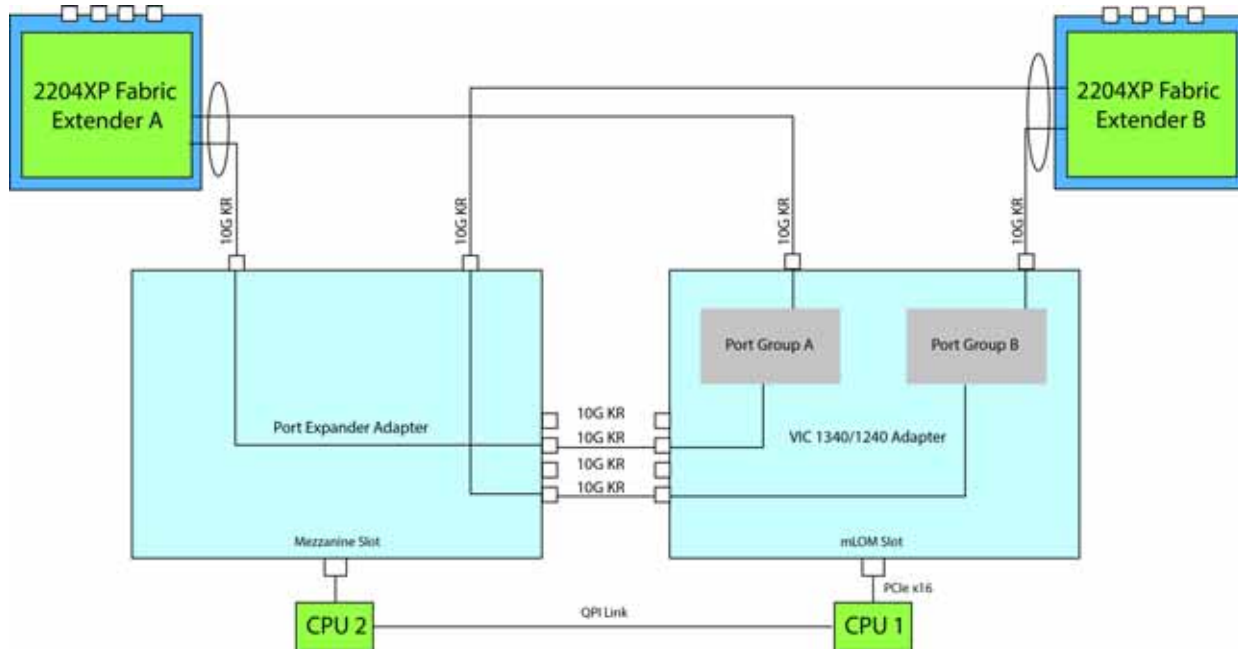 2204XP Fabric
Extender A
2204XP Fabric
Extender B
10G KR
10G KR
10G KR
10G KR
Port Group A
Port Group B
10G KR
Port Expander Adapter
10G KR
VIC 1340/1240 Adapter
10G KR
10G KR
Mezzanine Slot
mLOM Slot
PCIe x16
CPU 2
QPI Link
CPU 1